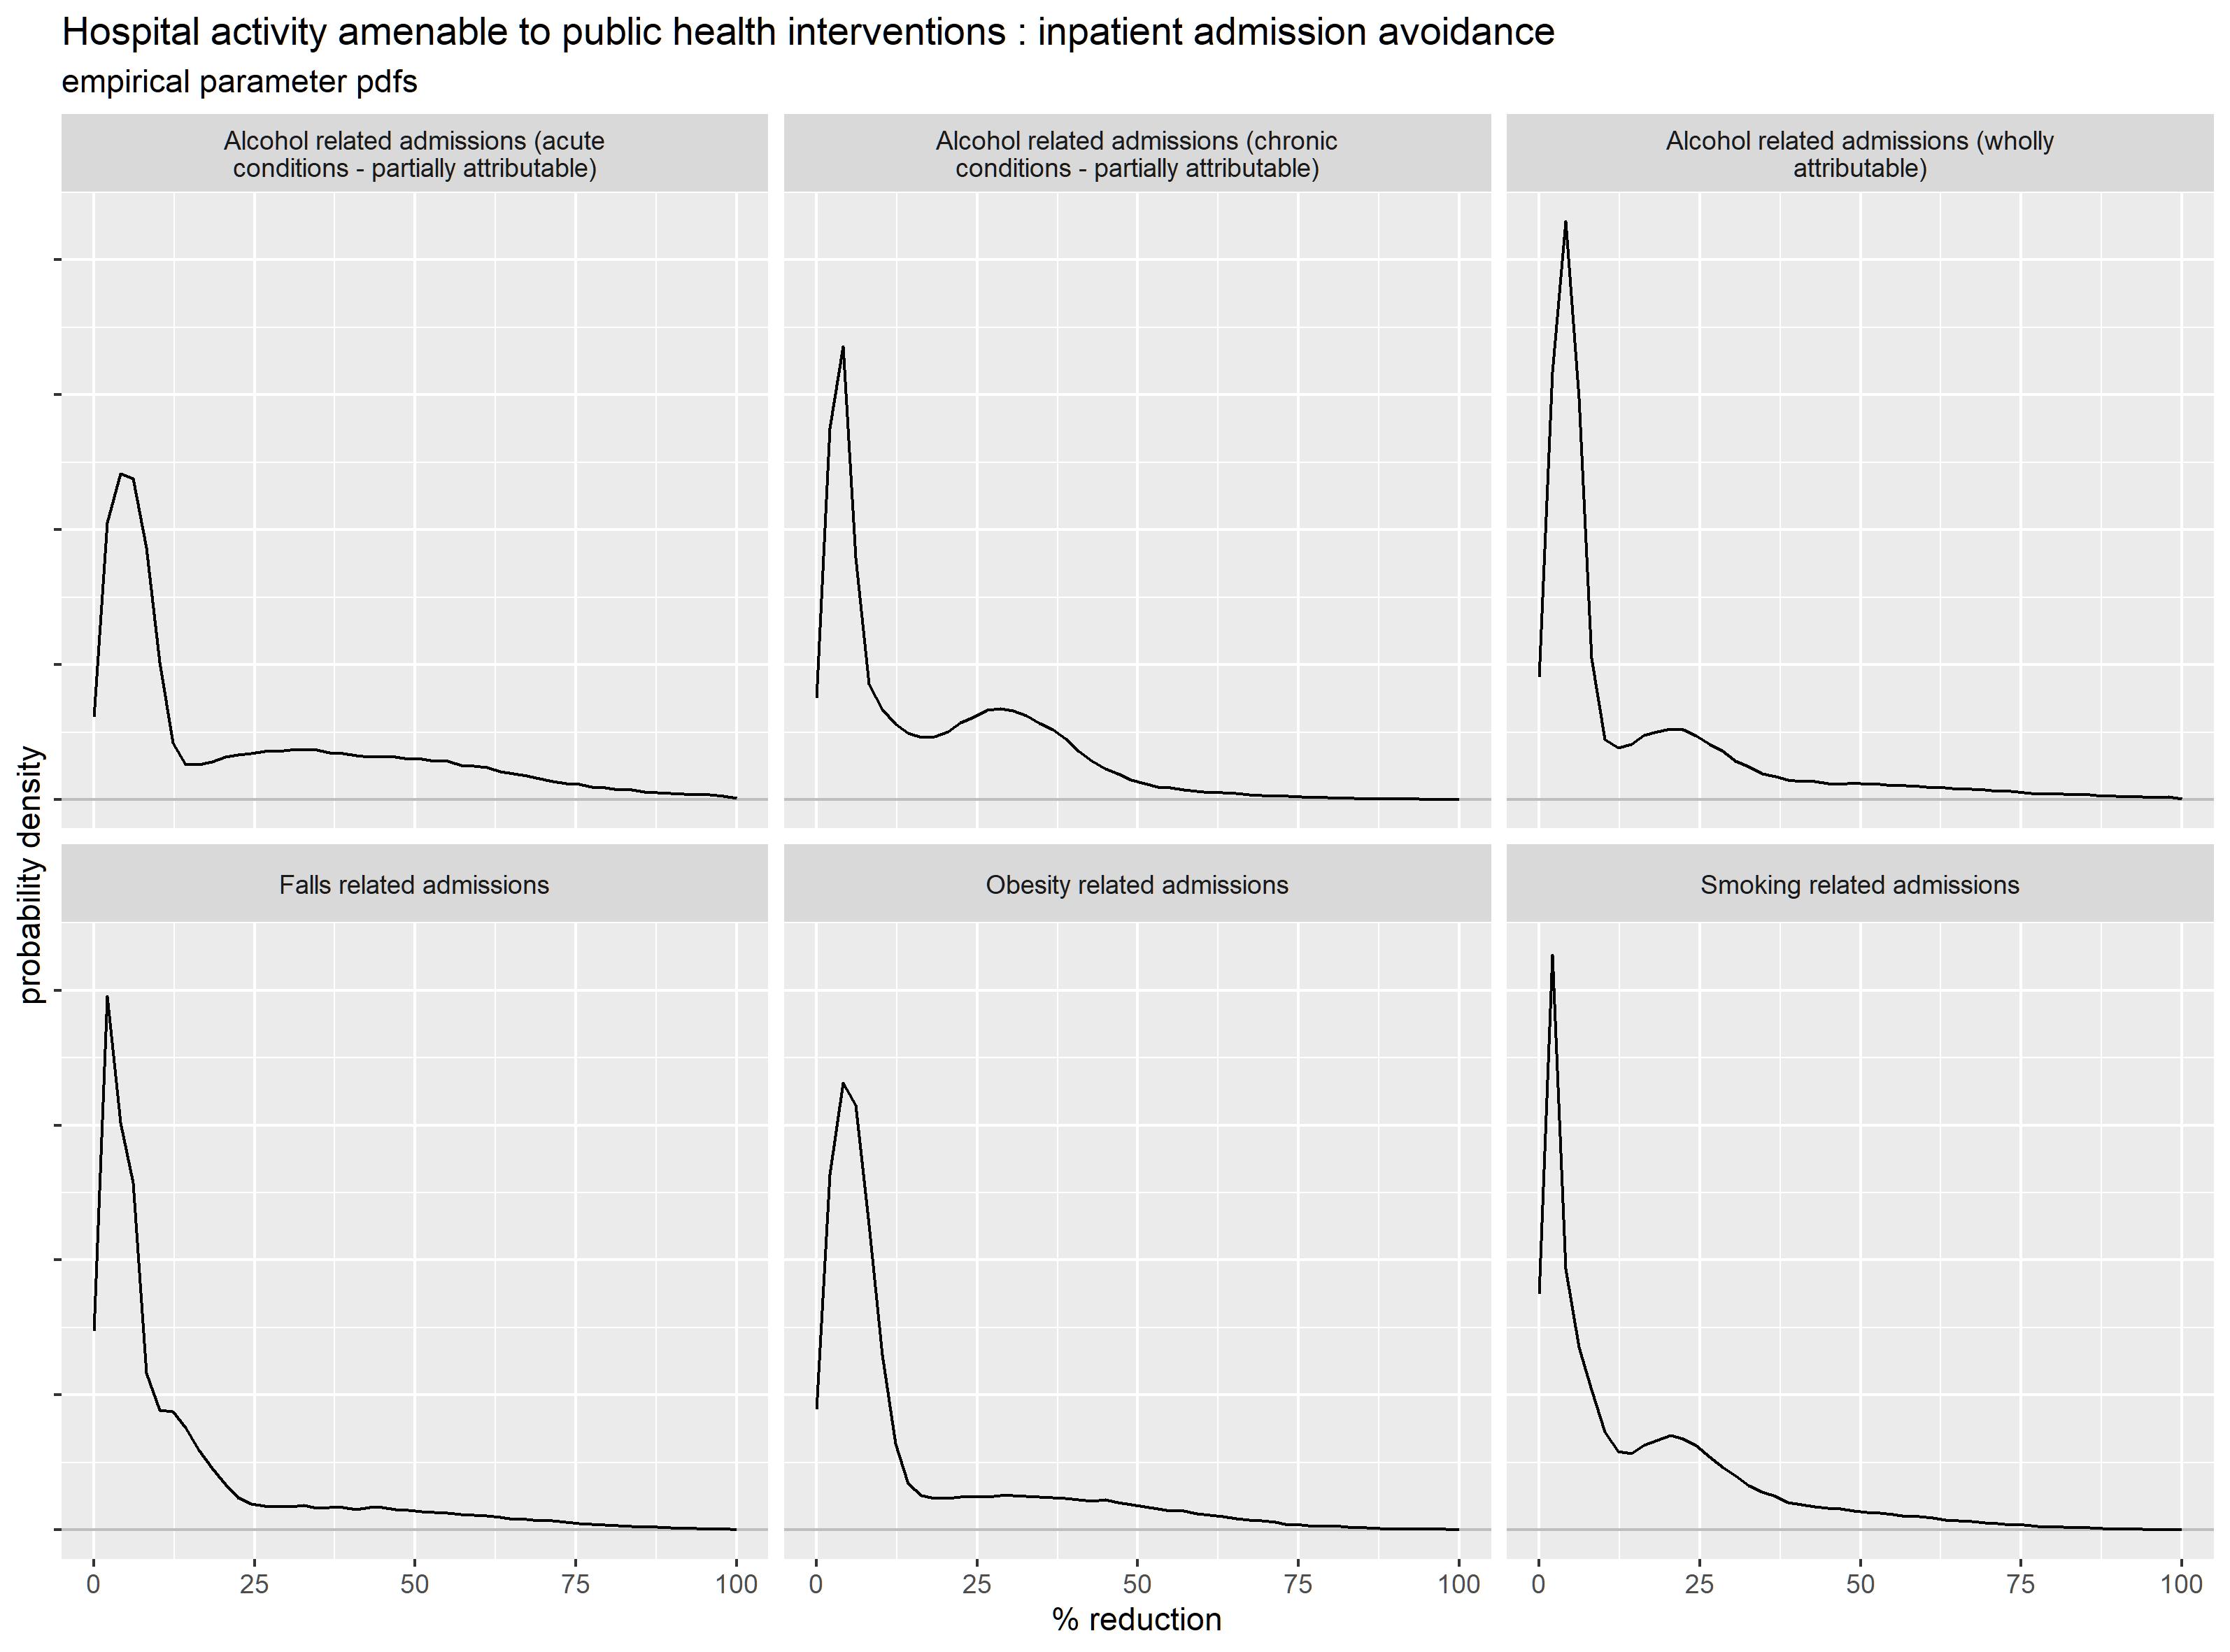 Hospital activity amenable to public health interventions : inpatient admission avoidance
empirical parameter pdfs
Alcohol related admissions (acute
conditions - partially attributable)
Alcohol related admissions (chronic
conditions - partially attributable)
Alcohol related admissions (wholly
attributable)
probability density
Falls related admissions
Obesity related admissions
Smoking related admissions
0 25 50 75 100
0 25 50 75 100
0 25 50 75 100
% reduction